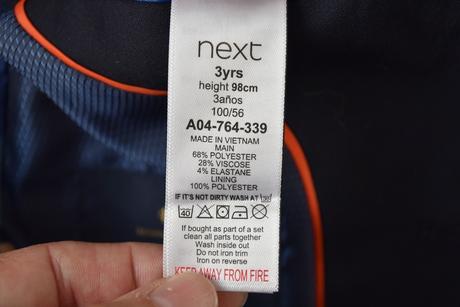 next
3yrs
height 98cm
3años
100/56
A04-764-339
MADE IN VIETNAM
MAIN
68% POLYESTER
28% VISCOSE
4% ELASTANE
LINING
100% POLYESTER
IF IT'S NOT DIRTY WASH AT 30
40
If bought as part of a set
clean all parts together
Wash inside out
Do not iron trim
Iron on reverse
KEEP AWAY FROM FIRE